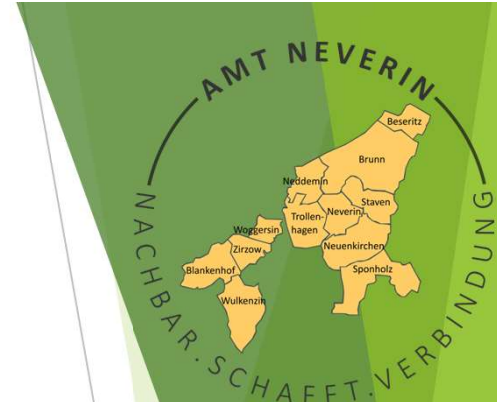 AMT NEVERIN
Beseritz
Brunn
Neddemin
Staven
Neverin
Trollen-
hagen
Woggersin
Neuenkirchen
Zirzow
Sponholz
Blankenhof
Wulkenzin
NACHBAR.SCHAFFT.VERBINDUNG